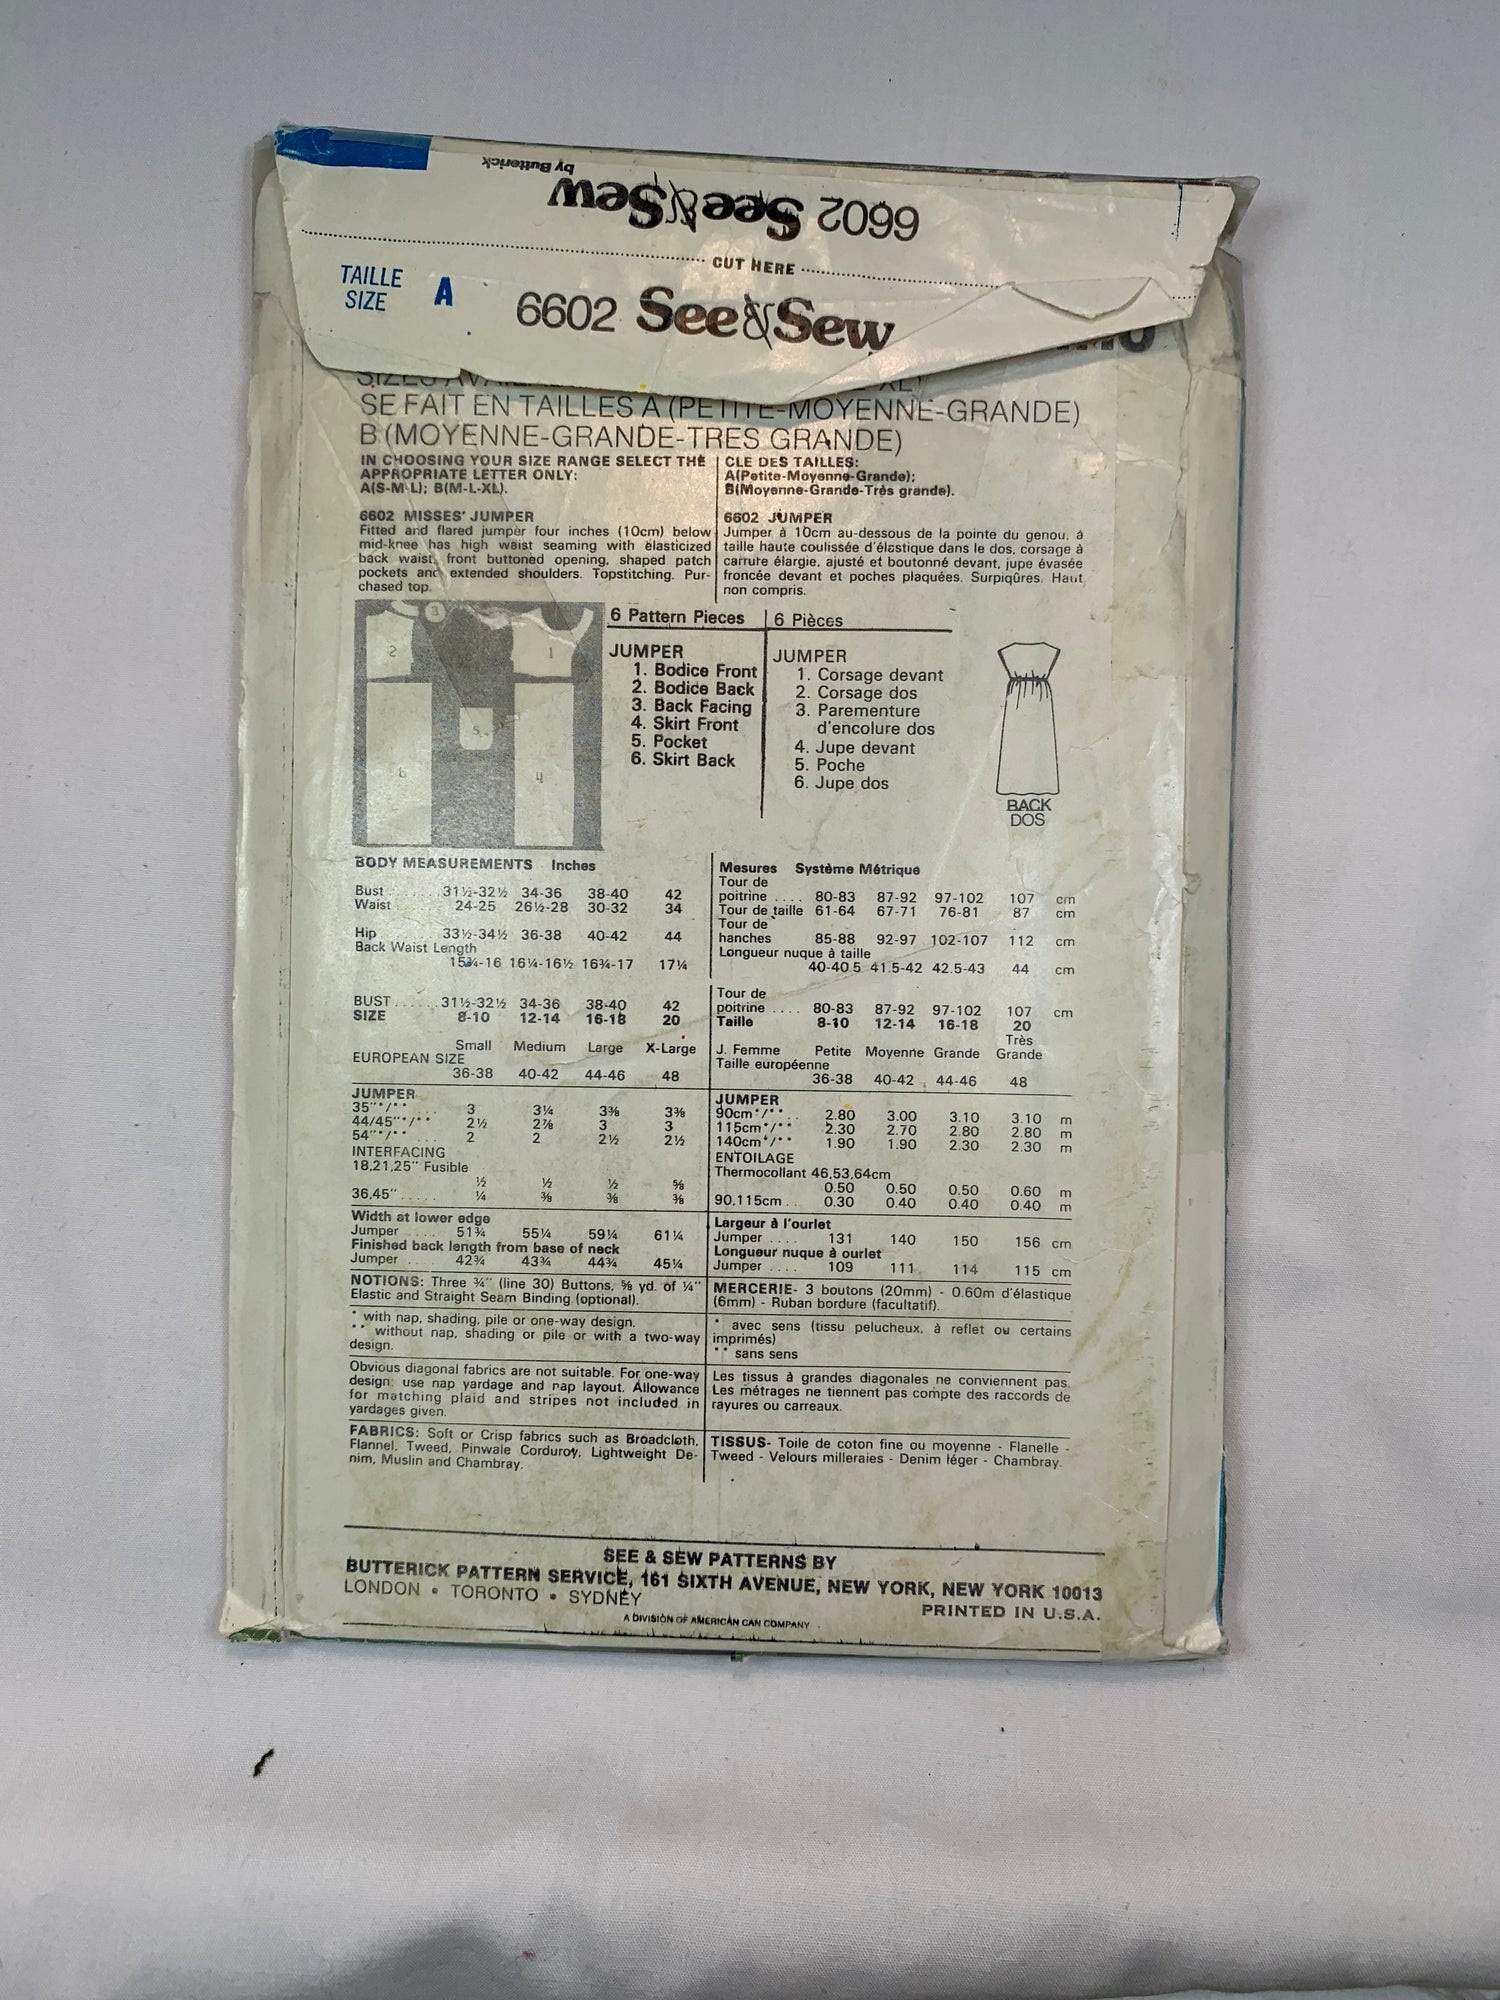 6602 See & Sew
by Butterick
CUT HERE
TAILLE
SIZE A
6602 See & Sew
SE FAIT EN TAILLES A (PETITE-MOYENNE-GRANDE)
B (MOYENNE-GRANDE-TRES GRANDE)
IN CHOOSING YOUR SIZE RANGE SELECT THE
APPROPRIATE LETTER ONLY:
A(S-M-L); B(M-L-XL).
CLE DES TAILLES:
A(Petite-Moyenne-Grande);
B(Moyenne-Grande-Très grande).
6602 MISSES' JUMPER
Fitted and flared jumper four inches (10cm) below
mid-knee has high waist seaming with elasticized
back waist, front buttoned opening, shaped patch
pockets and extended shoulders. Topstitching. Pur-
chased top.
6602 JUMPER
Jumper à 10cm au-dessous de la pointe du genou, à
taille haute coulissée d'élastique dans le dos, corsage à
carrure élargie, ajusté et boutonné devant, jupe évasée
froncée devant et poches plaquées. Surpiqûres. Haut
non compris.
3
2
1
5
6
4
6 Pattern Pieces
JUMPER
1. Bodice Front
2. Bodice Back
3. Back Facing
4. Skirt Front
5. Pocket
6. Skirt Back
6 Pièces
JUMPER
1. Corsage devant
2. Corsage dos
3. Parementure
d'encolure dos
4. Jupe devant
5. Poche
6. Jupe dos
BACK
DOS
BODY MEASUREMENTS Inches
Bust 31½-32½ 34-36 38-40 42
Waist 24-25 26½-28 30-32 34
Hip 33½-34½ 36-38 40-42 44
Back Waist Length
15¾-16 16¼-16½ 16¾-17 17¼
BUST 31½-32½ 34-36 38-40 42
SIZE 8-10 12-14 16-18 20
Small Medium Large X-Large
EUROPEAN SIZE
36-38 40-42 44-46 48
JUMPER
35"*/** 3 3¼ 3⅜ 3⅜
44/45"*/** 2½ 2⅞ 3 3
54"*/** 2 2 2½ 2½
INTERFACING
18,21,25" Fusible
½ ½ ½ ⅝
36,45" ¼ ⅜ ⅜ ⅜
Width at lower edge
Jumper 51¾ 55¼ 59¼ 61¼
Finished back length from base of neck
Jumper 42¾ 43¾ 44¾ 45¼
NOTIONS: Three ¾" (line 30) Buttons, ⅝ yd. of ¼"
Elastic and Straight Seam Binding (optional).
* with nap, shading, pile or one-way design.
** without nap, shading or pile or with a two-way
design.
Obvious diagonal fabrics are not suitable. For one-way
design; use nap yardage and nap layout. Allowance
for matching plaid and stripes not included in
yardages given.
FABRICS: Soft or Crisp fabrics such as Broadcloth,
Flannel, Tweed, Pinwale Corduroy, Lightweight De-
nim, Muslin and Chambray.
Mesures Système Métrique
Tour de
poitrine .... 80-83 87-92 97-102 107 cm
Tour de taille 61-64 67-71 76-81 87 cm
Tour de
hanches 85-88 92-97 102-107 112 cm
Longueur nuque à taille
40-40.5 41.5-42 42.5-43 44 cm
Tour de
poitrine .... 80-83 87-92 97-102 107 cm
Taille 8-10 12-14 16-18 20
Très
J. Femme Petite Moyenne Grande Grande
Taille européenne
36-38 40-42 44-46 48
JUMPER
90cm*/** 2.80 3.00 3.10 3.10 m
115cm*/** 2.30 2.70 2.80 2.80 m
140cm*/** 1.90 1.90 2.30 2.30 m
ENTOILAGE
Thermocollant 46,53,64cm
0.50 0.50 0.50 0.60 m
90,115cm 0.30 0.40 0.40 0.40 m
Largeur à l'ourlet
Jumper .... 131 140 150 156 cm
Longueur nuque à ourlet
Jumper .... 109 111 114 115 cm
MERCERIE- 3 boutons (20mm) - 0.60m d'élastique
(6mm) - Ruban bordure (facultatif).
* avec sens (tissu pelucheux, à reflet ou certains
imprimés)
** sans sens
Les tissus à grandes diagonales ne conviennent pas.
Les métrages ne tiennent pas compte des raccords de
rayures ou carreaux.
TISSUS- Toile de coton fine ou moyenne - Flanelle -
Tweed - Velours milleraies - Denim léger - Chambray.
SEE & SEW PATTERNS BY
BUTTERICK PATTERN SERVICE, 161 SIXTH AVENUE, NEW YORK, NEW YORK 10013
LONDON • TORONTO • SYDNEY
PRINTED IN U.S.A.
A DIVISION OF AMERICAN CAN COMPANY